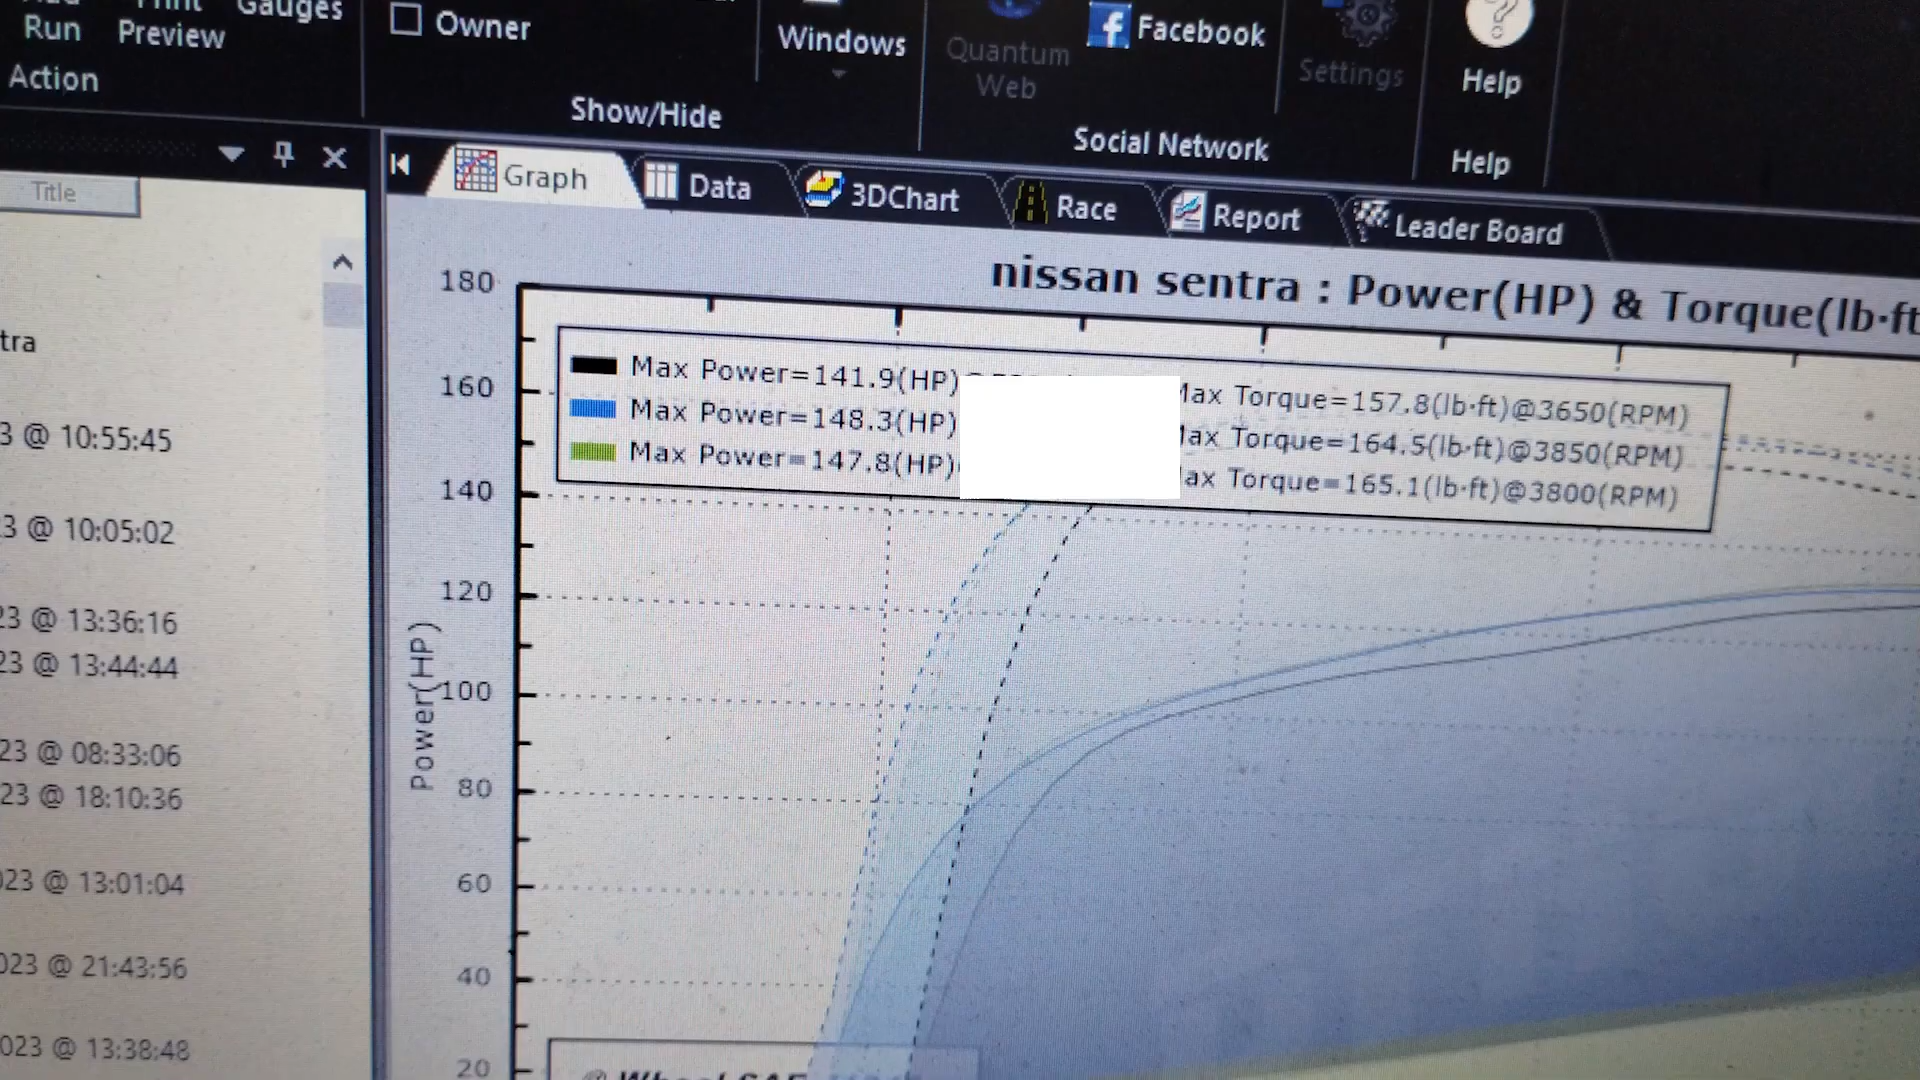 Run
Print
Preview
Gauges
Action
Owner
Show/Hide
Windows
Quantum
Web
Facebook
Social Network
Settings
Help
Help
Title
Graph
Data
3DChart
Race
Report
Leader Board
nissan sentra : Power(HP) & Torque(lb·ft
Max Power=141.9(HP)
Max Torque=157.8(lb·ft)@3650(RPM)
Max Power=148.3(HP)
Max Torque=164.5(lb·ft)@3850(RPM)
Max Power=147.8(HP)
ax Torque=165.1(lb·ft)@3800(RPM)
180
160
140
120
100
80
60
40
20
Power(HP)
tra
3 @ 10:55:45
3 @ 10:05:02
23 @ 13:36:16
23 @ 13:44:44
23 @ 08:33:06
23 @ 18:10:36
023 @ 13:01:04
023 @ 21:43:56
023 @ 13:38:48
@ Wheel SAE